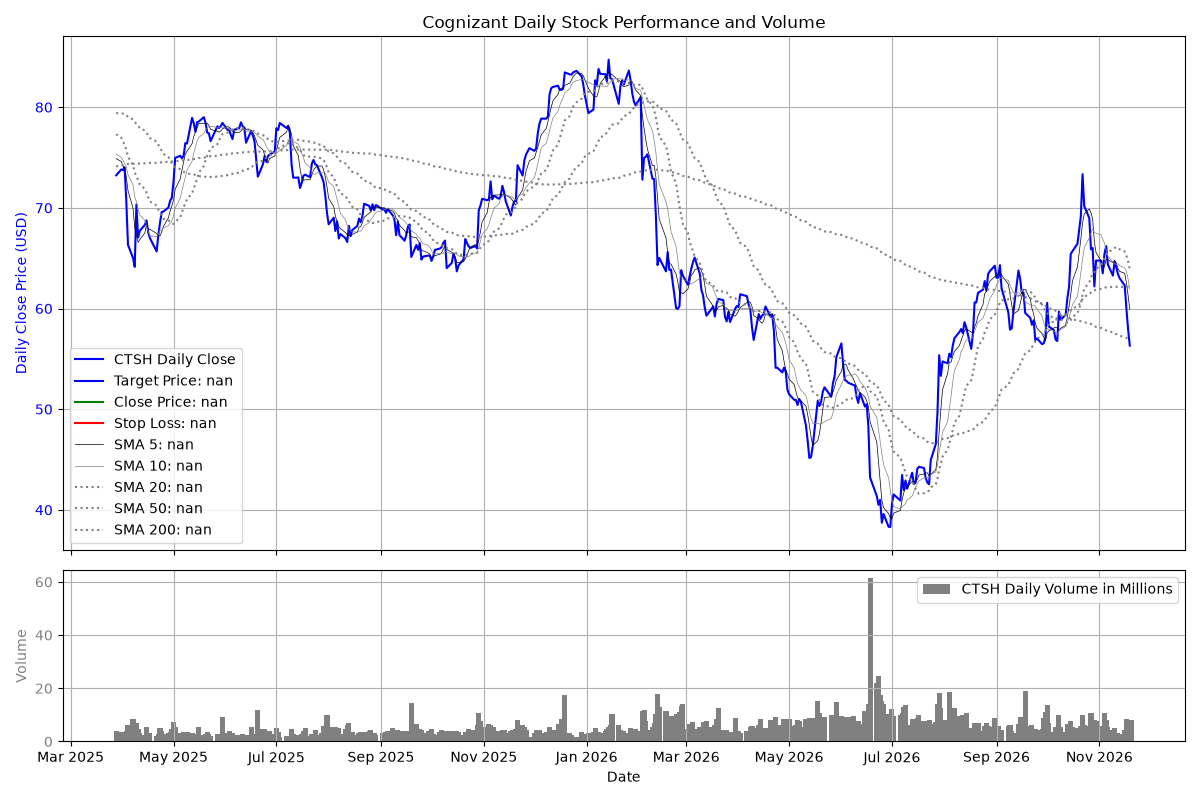 Cognizant Daily Stock Performance and Volume
Daily Close Price (USD)
80
70
60
50
40
CTSH Daily Close
Target Price: nan
Close Price: nan
Stop Loss: nan
SMA 5: nan
SMA 10: nan
SMA 20: nan
SMA 50: nan
SMA 200: nan
Volume
60
40
20
0
CTSH Daily Volume in Millions
Mar 2025 May 2025 Jul 2025 Sep 2025 Nov 2025 Jan 2026 Mar 2026 May 2026 Jul 2026 Sep 2026 Nov 2026
Date